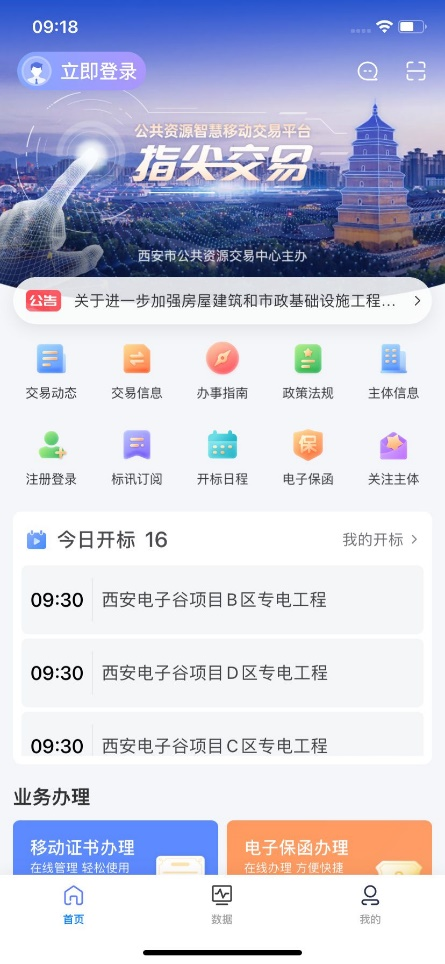 09:18
立即登录
公共资源智慧移动交易平台
指尖交易
西安市公共资源交易中心主办
公告 关于进一步加强房屋建筑和市政基础设施工程...
交易动态 交易信息 办事指南 政策法规 主体信息
保
注册登录 标讯订阅 开标日程 电子保函 关注主体
今日开标 16 我的开标
09:30 西安电子谷项目B区专电工程
09:30 西安电子谷项目D区专电工程
09:30 西安电子谷项目C区专电工程
业务办理
移动证书办理 电子保函办理
在线管理 轻松使用 在线办理 方便快捷
首页 数据 我的